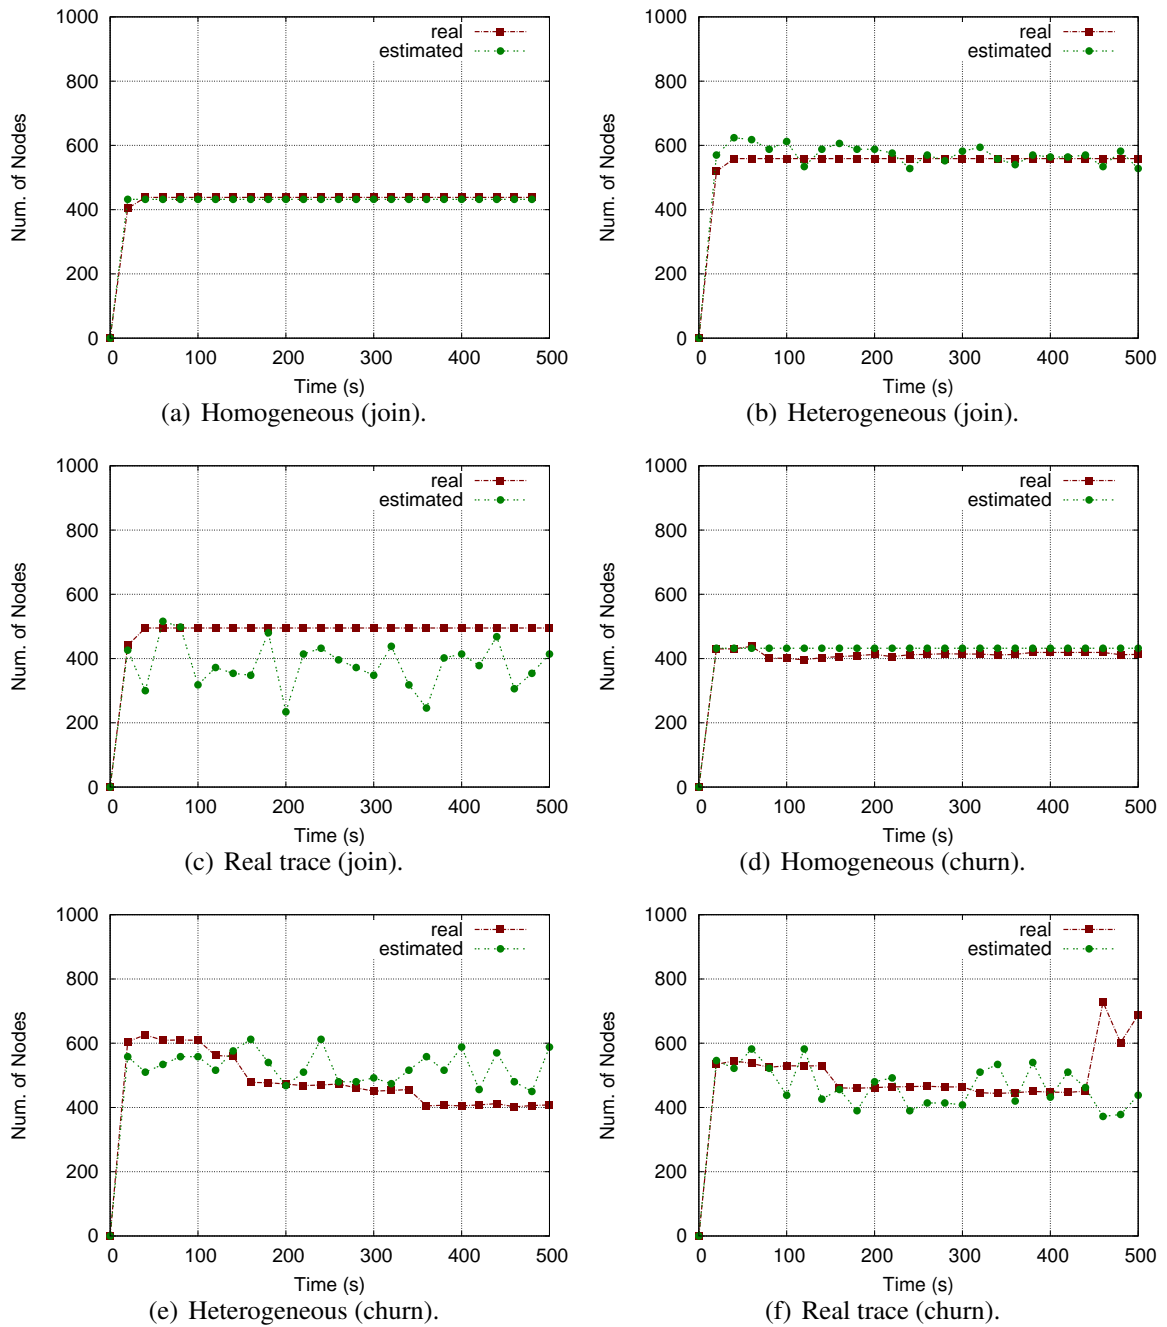 1000
800
600
400
200
0
Num. of Nodes
real
estimated
0 100 200 300 400 500
Time (s)
(a) Homogeneous (join).
1000
800
600
400
200
0
Num. of Nodes
real
estimated
0 100 200 300 400 500
Time (s)
(b) Heterogeneous (join).
1000
800
600
400
200
0
Num. of Nodes
real
estimated
0 100 200 300 400 500
Time (s)
(c) Real trace (join).
1000
800
600
400
200
0
Num. of Nodes
real
estimated
0 100 200 300 400 500
Time (s)
(d) Homogeneous (churn).
1000
800
600
400
200
0
Num. of Nodes
real
estimated
0 100 200 300 400 500
Time (s)
(e) Heterogeneous (churn).
1000
800
600
400
200
0
Num. of Nodes
real
estimated
0 100 200 300 400 500
Time (s)
(f) Real trace (churn).